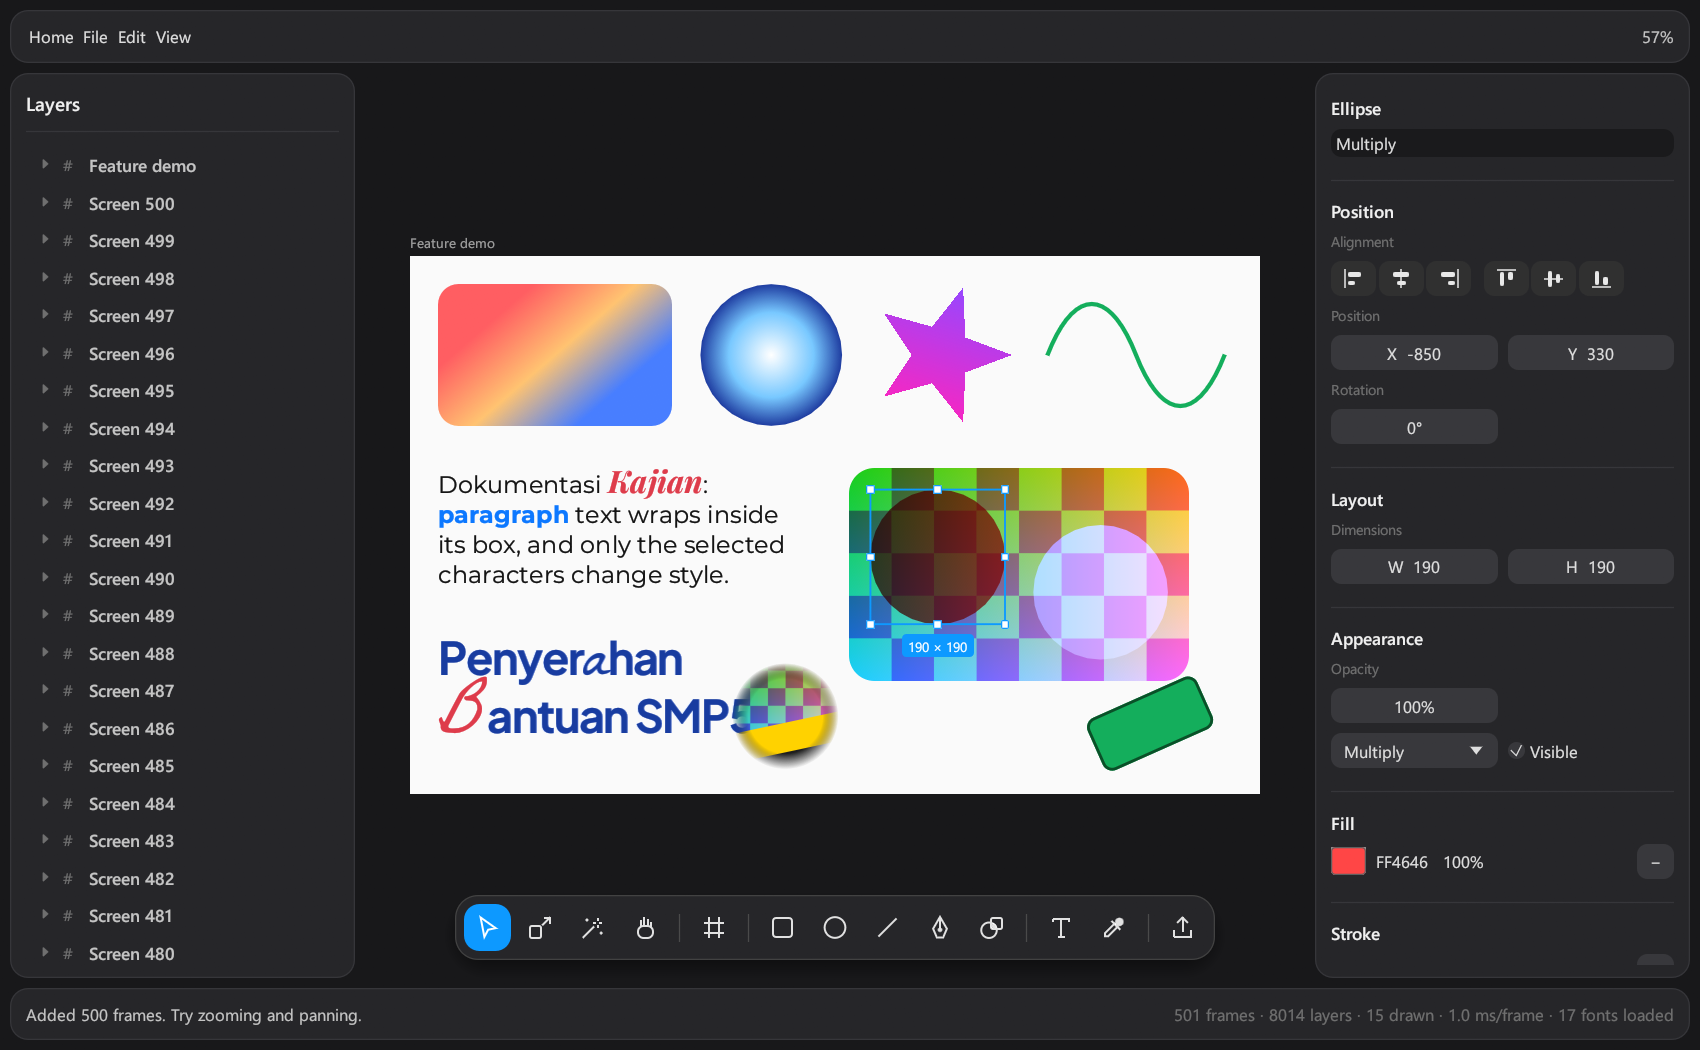 Home File Edit View
57%
Layers
# Feature demo
# Screen 500
# Screen 499
# Screen 498
# Screen 497
# Screen 496
# Screen 495
# Screen 494
# Screen 493
# Screen 492
# Screen 491
# Screen 490
# Screen 489
# Screen 488
# Screen 487
# Screen 486
# Screen 485
# Screen 484
# Screen 483
# Screen 482
# Screen 481
# Screen 480
Feature demo
Dokumentasi Kajian:
paragraph text wraps inside
its box, and only the selected
characters change style.
190 × 190
Penyerahan
Bantuan SMP5
Ellipse
Multiply
Position
Alignment
Position
X -850
Y 330
Rotation
0°
Layout
Dimensions
W 190
H 190
Appearance
Opacity
100%
Multiply
Visible
Fill
FF4646 100%
Stroke
Added 500 frames. Try zooming and panning.
501 frames · 8014 layers · 15 drawn · 1.0 ms/frame · 17 fonts loaded